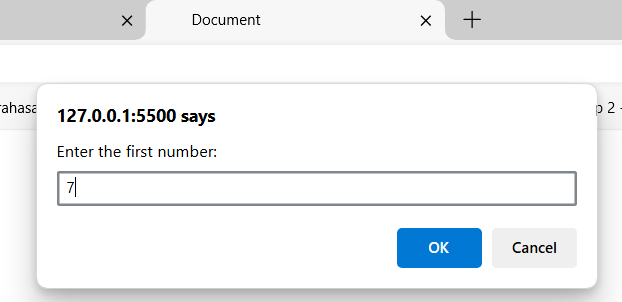 Document
127.0.0.1:5500 says
Enter the first number:
7
OK
Cancel